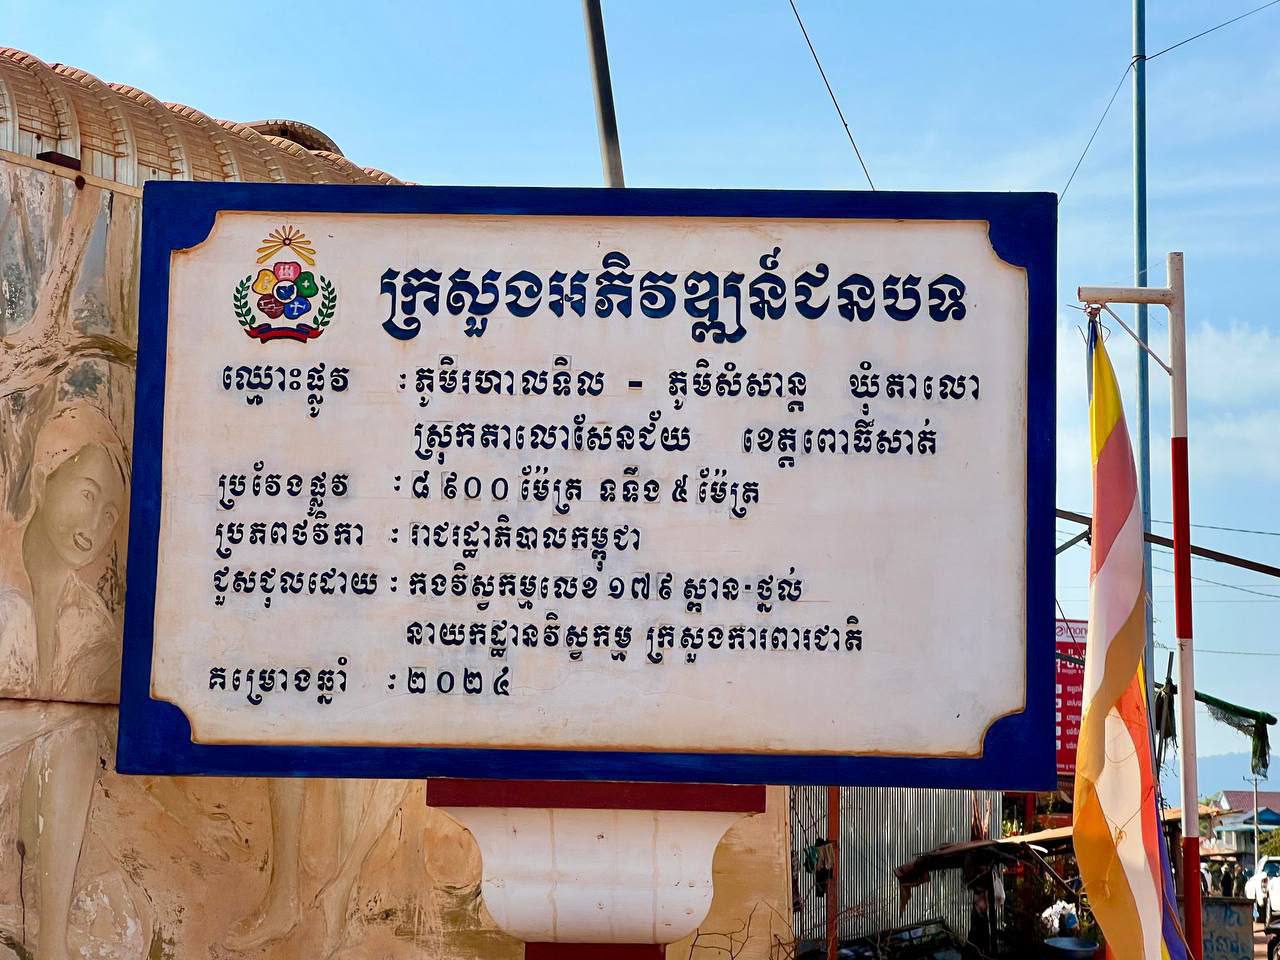 ក្រសួងអភិវឌ្ឍន៍ជនបទ
ឈ្មោះផ្លូវ : ភូមិរហាលទិល - ភូមិសំសាន្ត ឃុំតាលោ
ស្រុកតាលោសែនជ័យ ខេត្តពោធិ៍សាត់
ប្រវែងផ្លូវ : ៨ ៩០០ ម៉ែត្រ ទទឹង ៥ ម៉ែត្រ
ប្រភពថវិកា : រាជរដ្ឋាភិបាលកម្ពុជា
ជួសជុលដោយ : កងវិស្វកម្មលេខ ១៧៩ ស្ពាន-ថ្នល់
នាយកដ្ឋានវិស្វកម្ម ក្រសួងការពារជាតិ
គម្រោងឆ្នាំ : ២០២៤